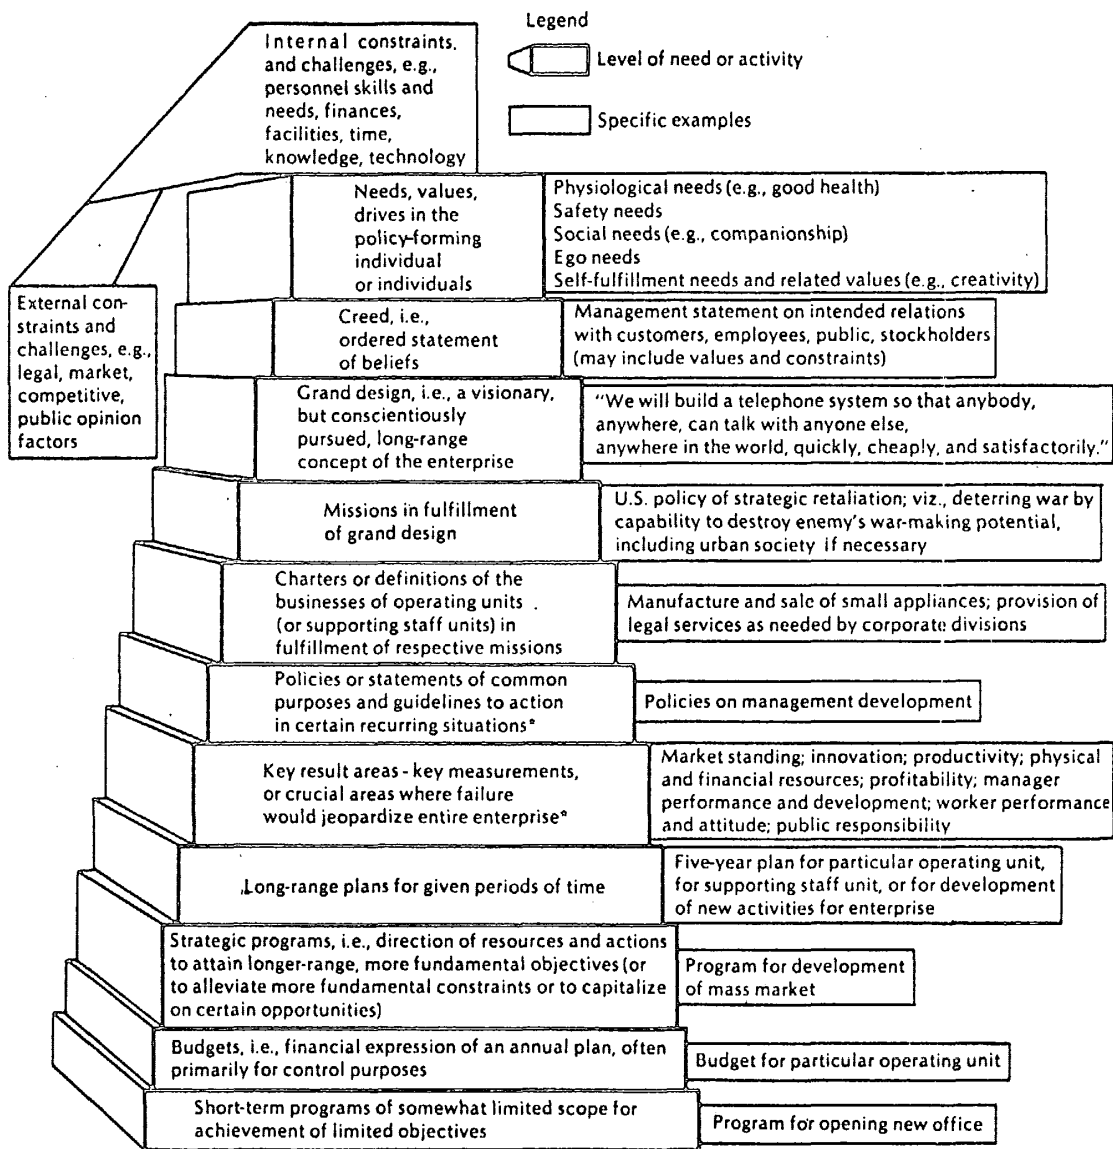 Legend
Level of need or activity
Specific examples
Internal constraints,
and challenges, e.g.,
personnel skills and
needs, finances,
facilities, time,
knowledge, technology
External con-
straints and
challenges, e.g.,
legal, market,
competitive,
public opinion
factors
Needs, values,
drives in the
policy-forming
individual
or individuals
Physiological needs (e.g., good health)
Safety needs
Social needs (e.g., companionship)
Ego needs
Self-fulfillment needs and related values (e.g., creativity)
Creed, i.e.,
ordered statement
of beliefs
Management statement on intended relations
with customers, employees, public, stockholders
(may include values and constraints)
Grand design, i.e., a visionary,
but conscientiously
pursued, long-range
concept of the enterprise
"We will build a telephone system so that anybody,
anywhere, can talk with anyone else,
anywhere in the world, quickly, cheaply, and satisfactorily."
Missions in fulfillment
of grand design
U.S. policy of strategic retaliation; viz., deterring war by
capability to destroy enemy's war-making potential,
including urban society if necessary
Charters or definitions of the
businesses of operating units
(or supporting staff units) in
fulfillment of respective missions
Manufacture and sale of small appliances; provision of
legal services as needed by corporate divisions
Policies or statements of common
purposes and guidelines to action
in certain recurring situations*
Policies on management development
Key result areas - key measurements,
or crucial areas where failure
would jeopardize entire enterprise*
Market standing; innovation; productivity; physical
and financial resources; profitability; manager
performance and development; worker performance
and attitude; public responsibility
Long-range plans for given periods of time
Five-year plan for particular operating unit,
for supporting staff unit, or for development
of new activities for enterprise
Strategic programs, i.e., direction of resources and actions
to attain longer-range, more fundamental objectives (or
to alleviate more fundamental constraints or to capitalize
on certain opportunities)
Program for development
of mass market
Budgets, i.e., financial expression of an annual plan, often
primarily for control purposes
Budget for particular operating unit
Short-term programs of somewhat limited scope for
achievement of limited objectives
Program for opening new office